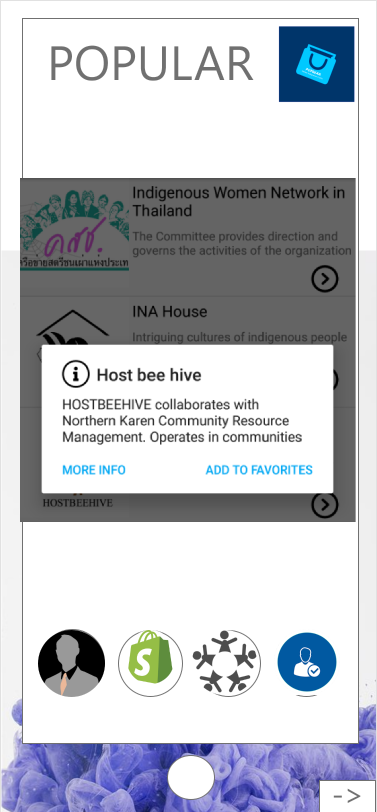 POPULAR
Indigenous Women Network in
Thailand
The Committee provides direction and
governs the activities of the organization
คสช.
INA House
Intriguing cultures of indigenous people
Host bee hive
HOSTBEEHIVE collaborates with
Northern Karen Community Resource
Management. Operates in communities
MORE INFO
ADD TO FAVORITES
HOSTBEEHIVE
S
->